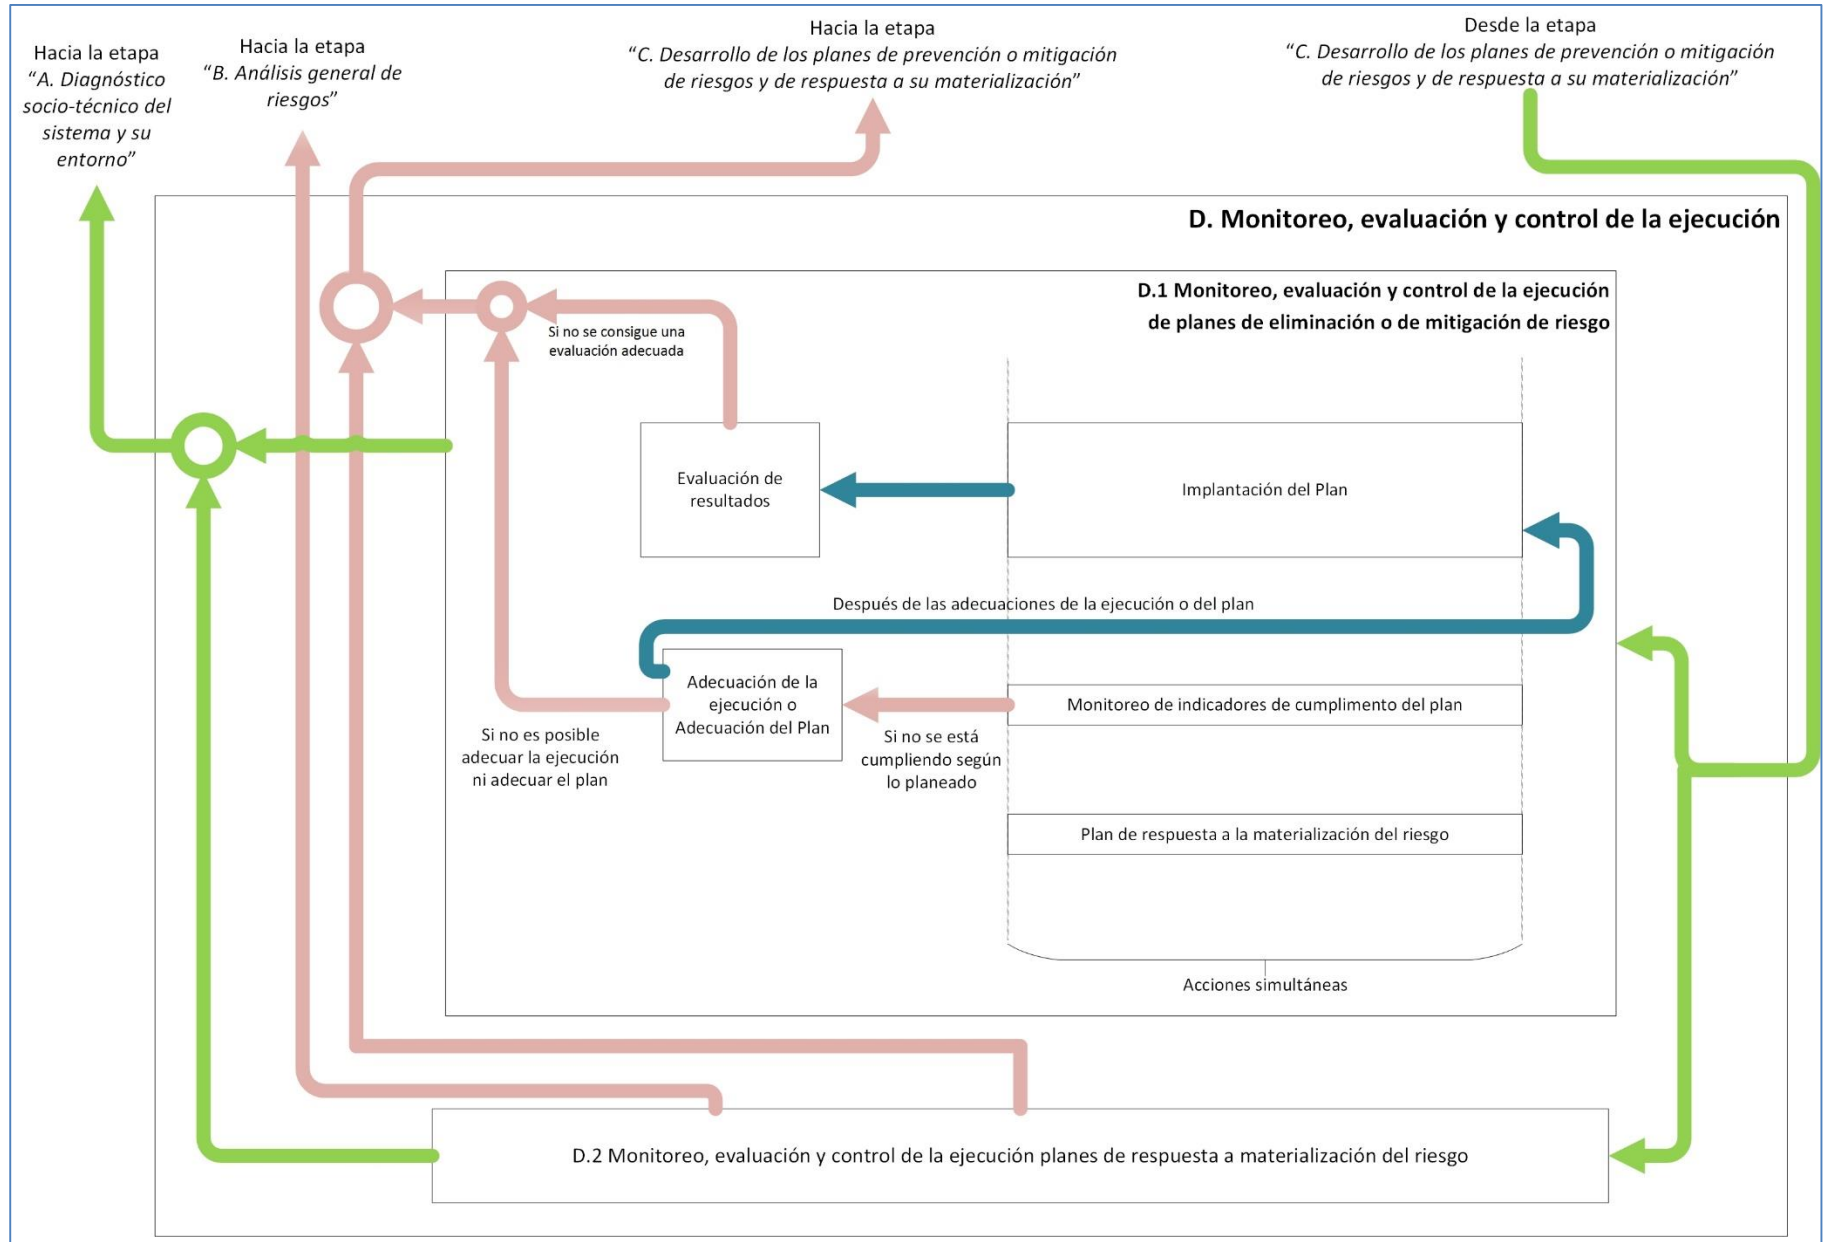 Hacia la etapa
“A. Diagnóstico
socio-técnico del
sistema y su
entorno”
Hacia la etapa
“B. Análisis general de
riesgos”
Hacia la etapa
“C. Desarrollo de los planes de prevención o mitigación
de riesgos y de respuesta a su materialización”
Desde la etapa
“C. Desarrollo de los planes de prevención o mitigación
de riesgos y de respuesta a su materialización”
D. Monitoreo, evaluación y control de la ejecución
D.1 Monitoreo, evaluación y control de la ejecución
de planes de eliminación o de mitigación de riesgo
Si no se consigue una
evaluación adecuada
Evaluación de
resultados
Implantación del Plan
Después de las adecuaciones de la ejecución o del plan
Adecuación de la
ejecución o
Adecuación del Plan
Monitoreo de indicadores de cumplimento del plan
Si no es posible
adecuar la ejecución
ni adecuar el plan
Si no se está
cumpliendo según
lo planeado
Plan de respuesta a la materialización del riesgo
Acciones simultáneas
D.2 Monitoreo, evaluación y control de la ejecución planes de respuesta a materialización del riesgo